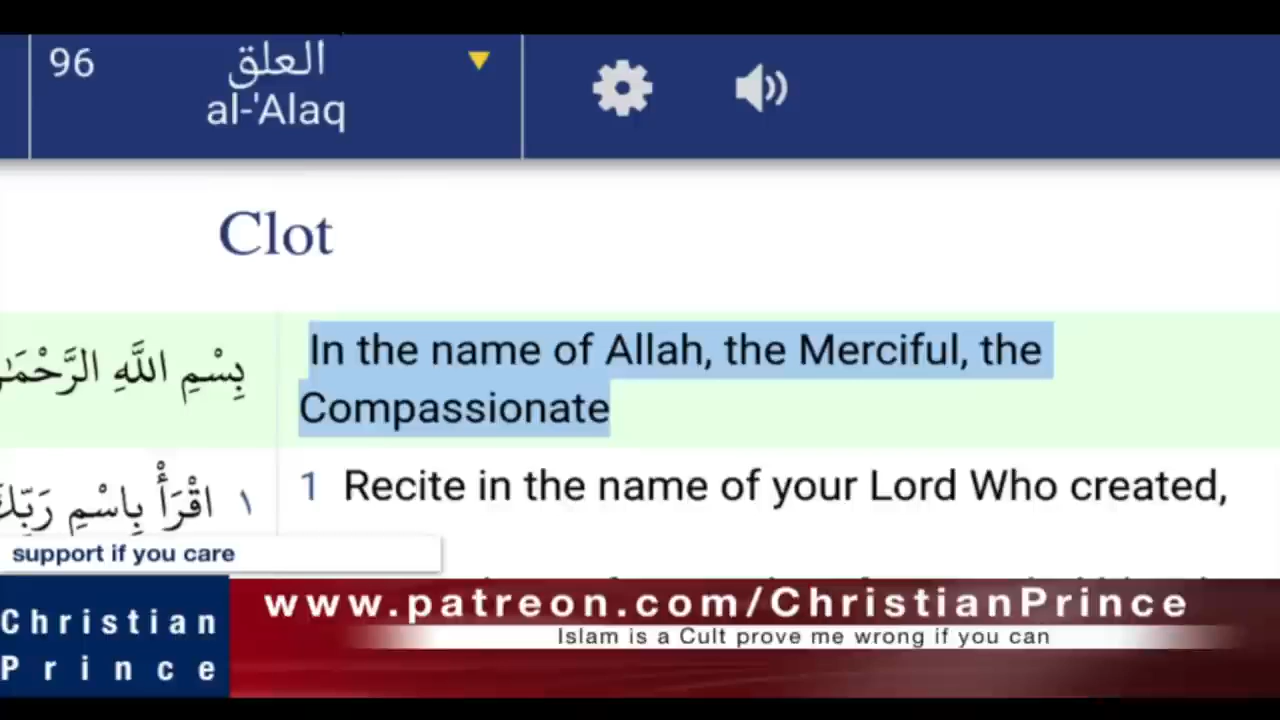 96
العلق
al-'Alaq
Clot
بِسْمِ اللَّهِ الرَّحْمَٰ
In the name of Allah, the Merciful, the
Compassionate
١ اقْرَأْ بِاسْمِ رَبِّكَ
1 Recite in the name of your Lord Who created,
support if you care
Christian
Prince
www.patreon.com/ChristianPrince
Islam is a Cult prove me wrong if you can